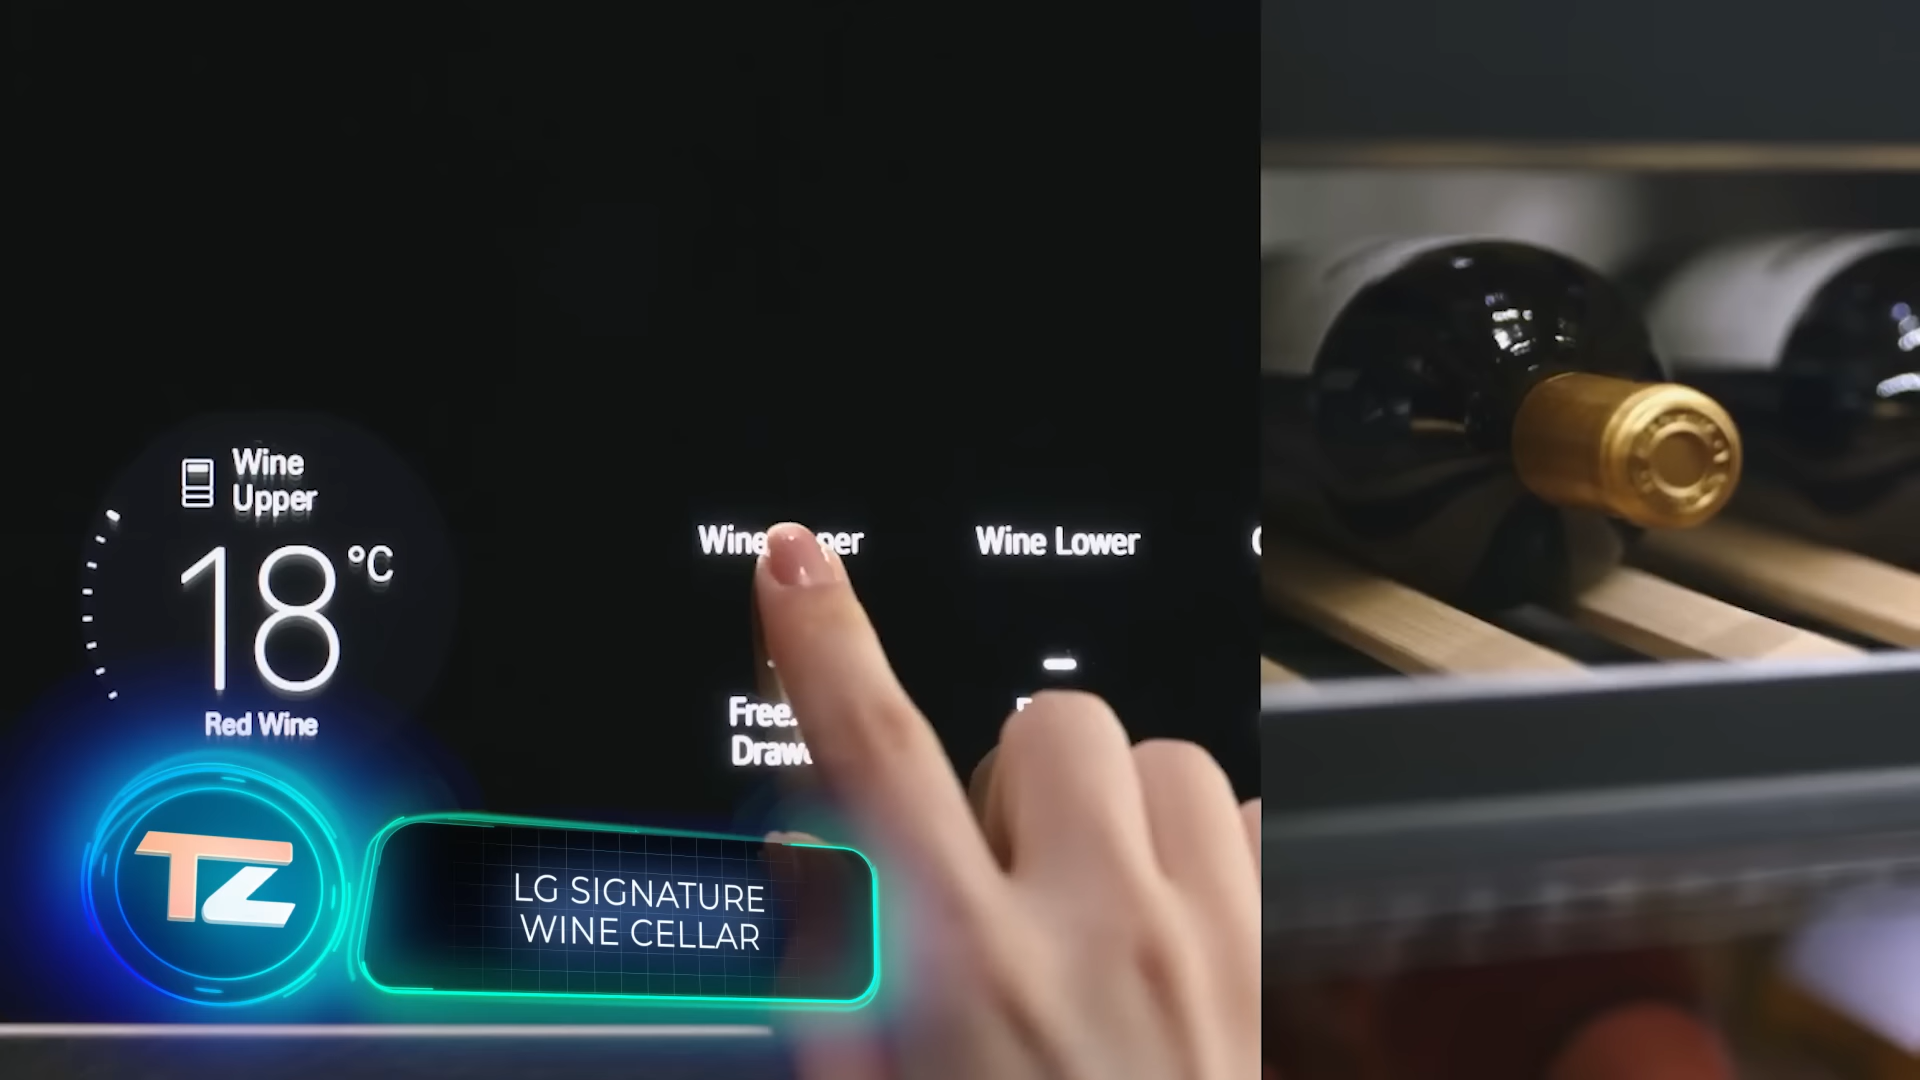 Wine
Upper
18 °C
Red Wine
Wine Lower
TZ
LG SIGNATURE
WINE CELLAR